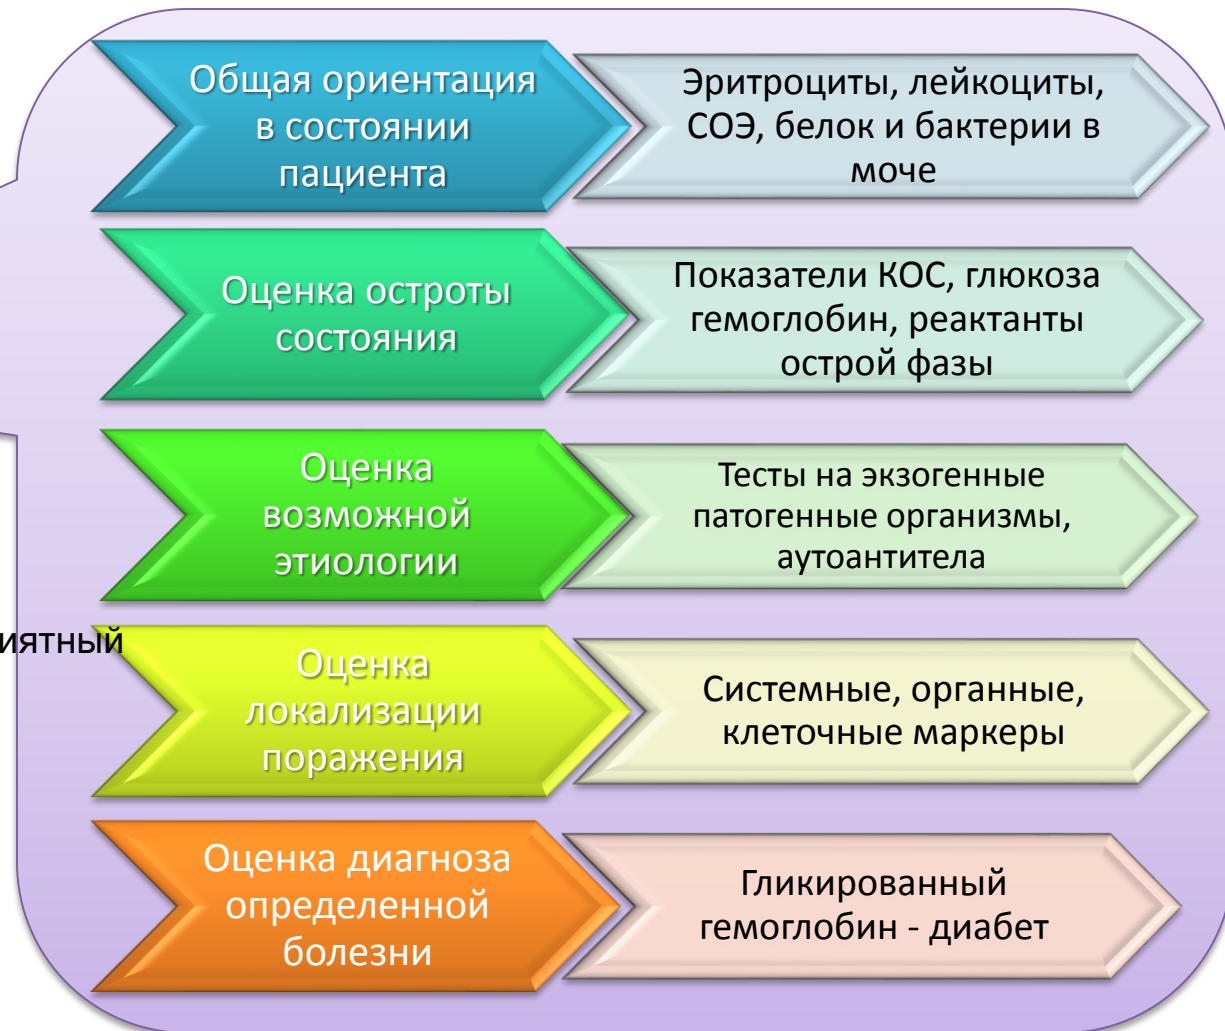 Общая ориентация
в состоянии
пациента
Эритроциты, лейкоциты,
СОЭ, белок и бактерии в
моче
Оценка остроты
состояния
Показатели КОС, глюкоза
гемоглобин, реактанты
острой фазы
Оценка
возможной
этиологии
Тесты на экзогенные
патогенные организмы,
аутоантитела
иятный
Оценка
локализации
поражения
Системные, органные,
клеточные маркеры
Оценка диагноза
определенной
болезни
Гликированный
гемоглобин - диабет